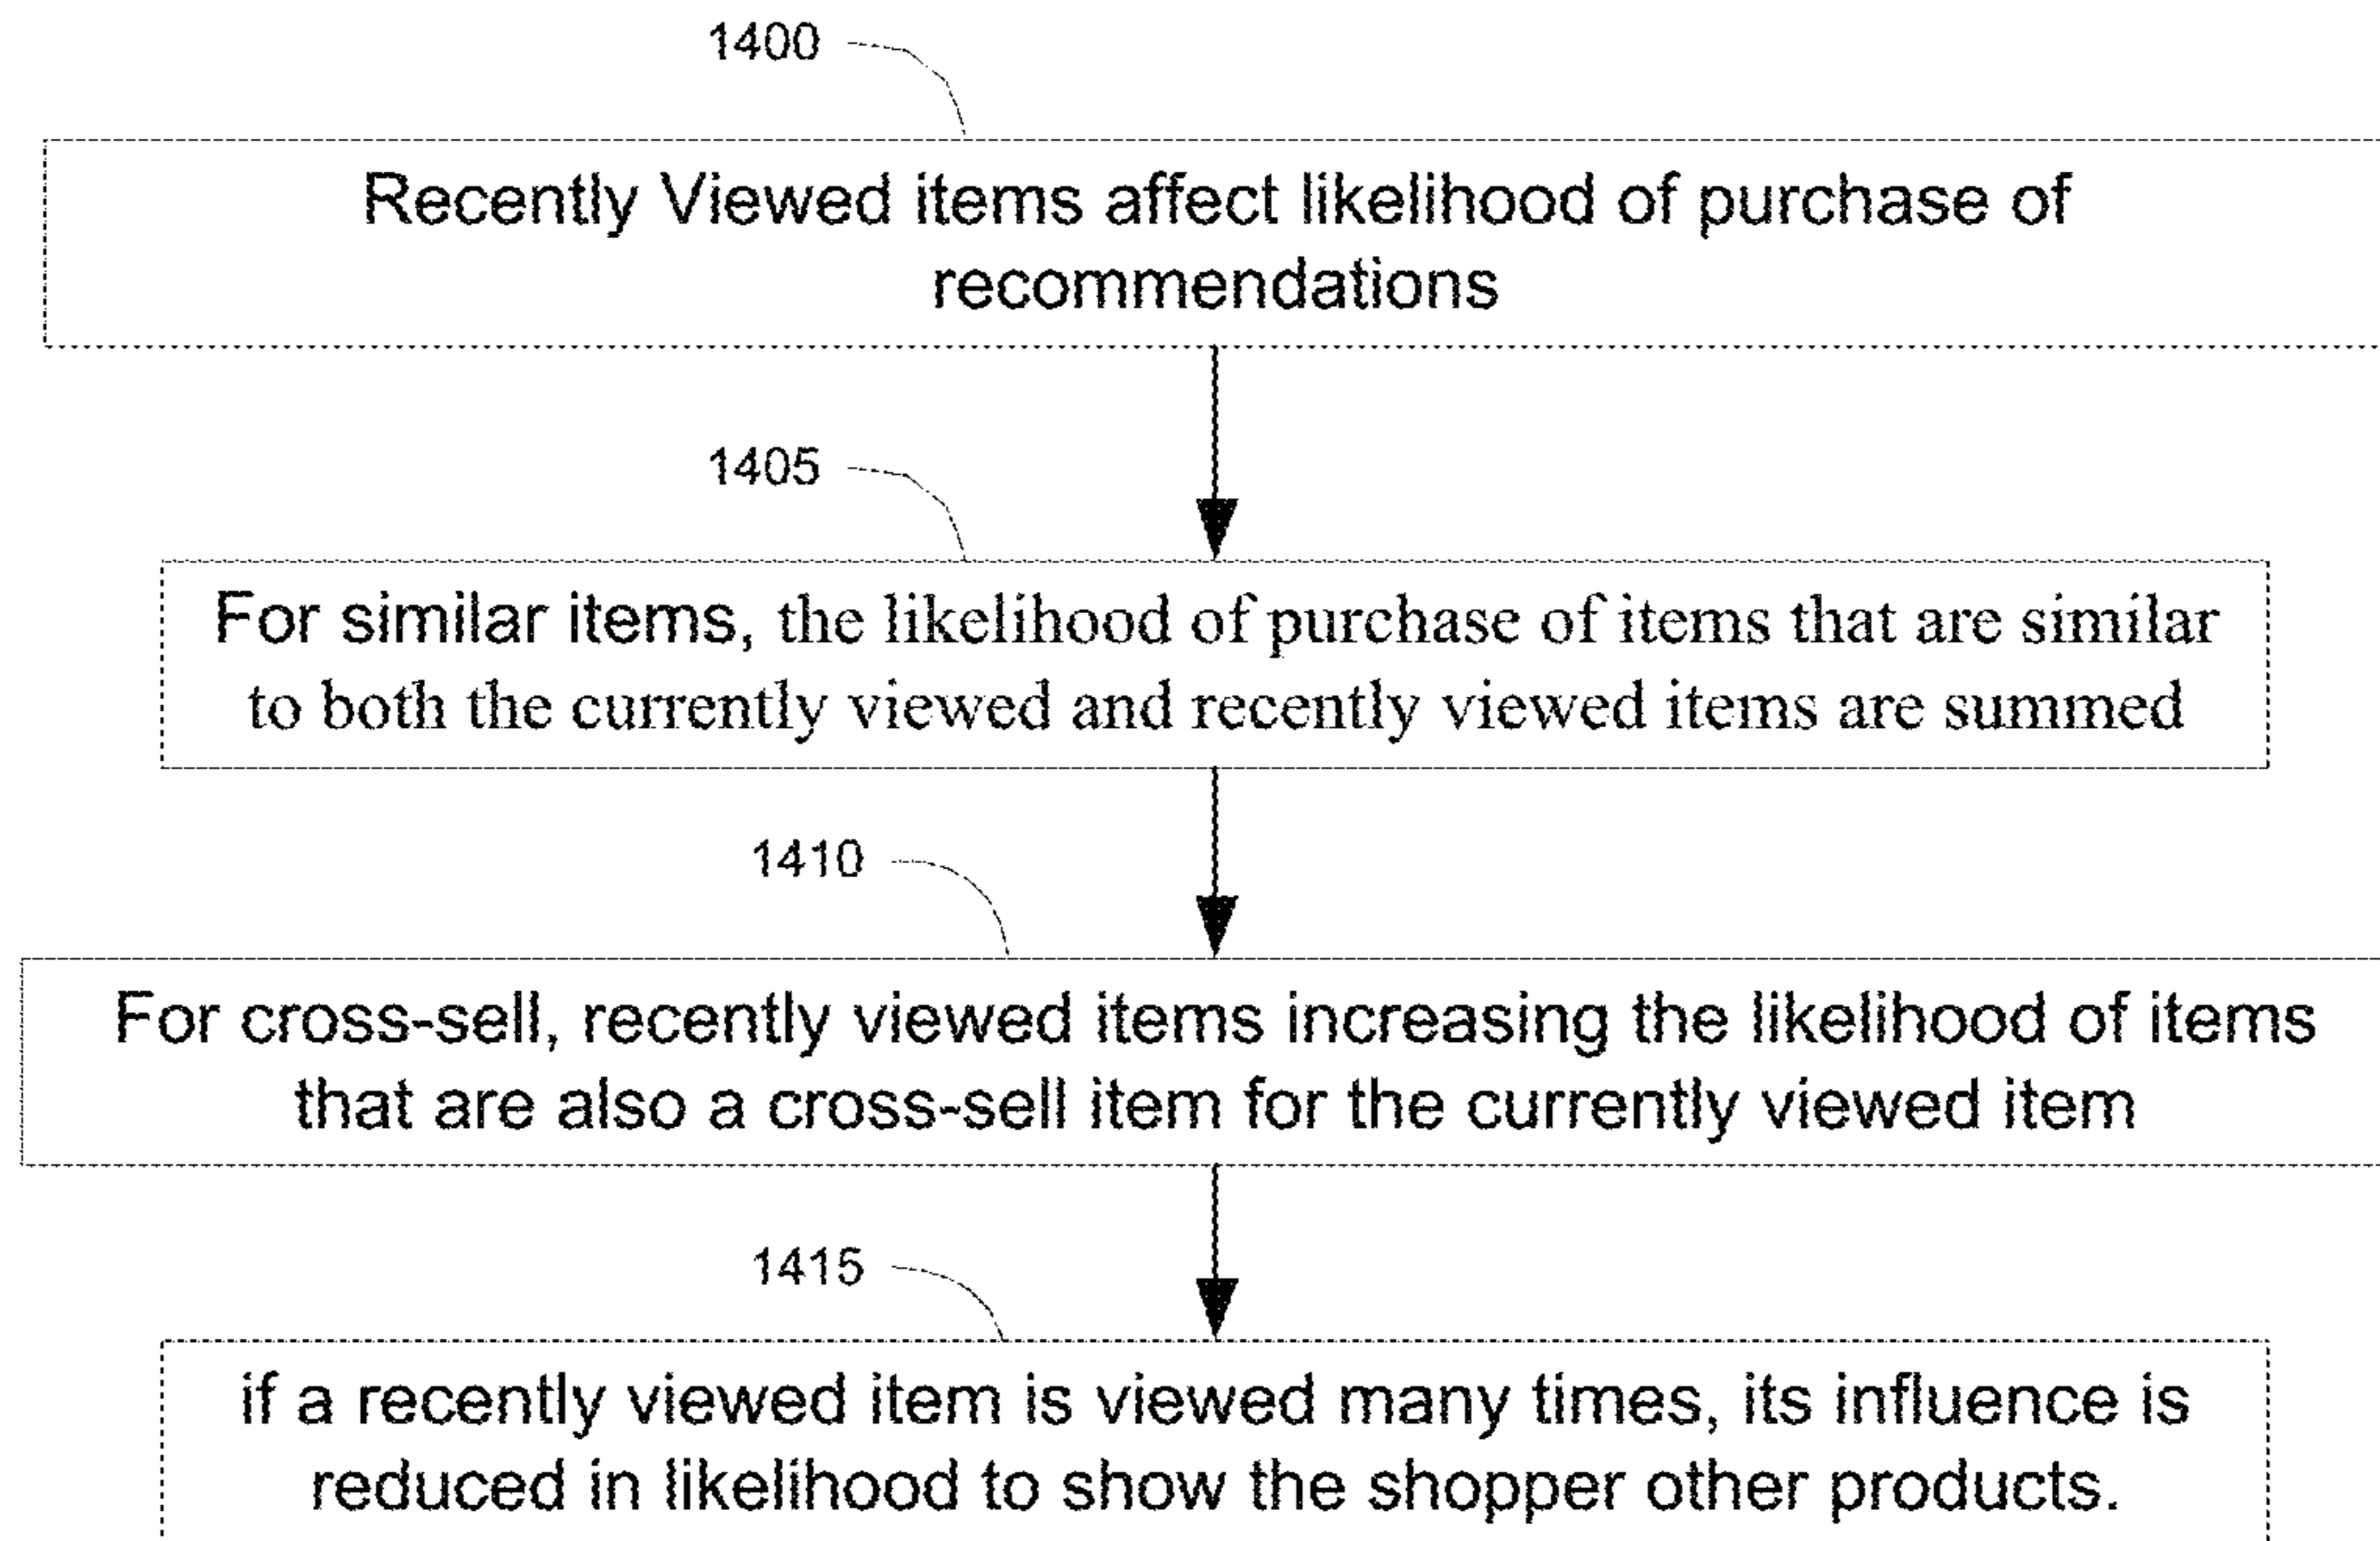 1400
Recently Viewed items affect likelihood of purchase of
recommendations
1405
For similar items, the likelihood of purchase of items that are similar
to both the currently viewed and recently viewed items are summed
1410
For cross-sell, recently viewed items increasing the likelihood of items
that are also a cross-sell item for the currently viewed item
1415
if a recently viewed item is viewed many times, its influence is
reduced in likelihood to show the shopper other products.